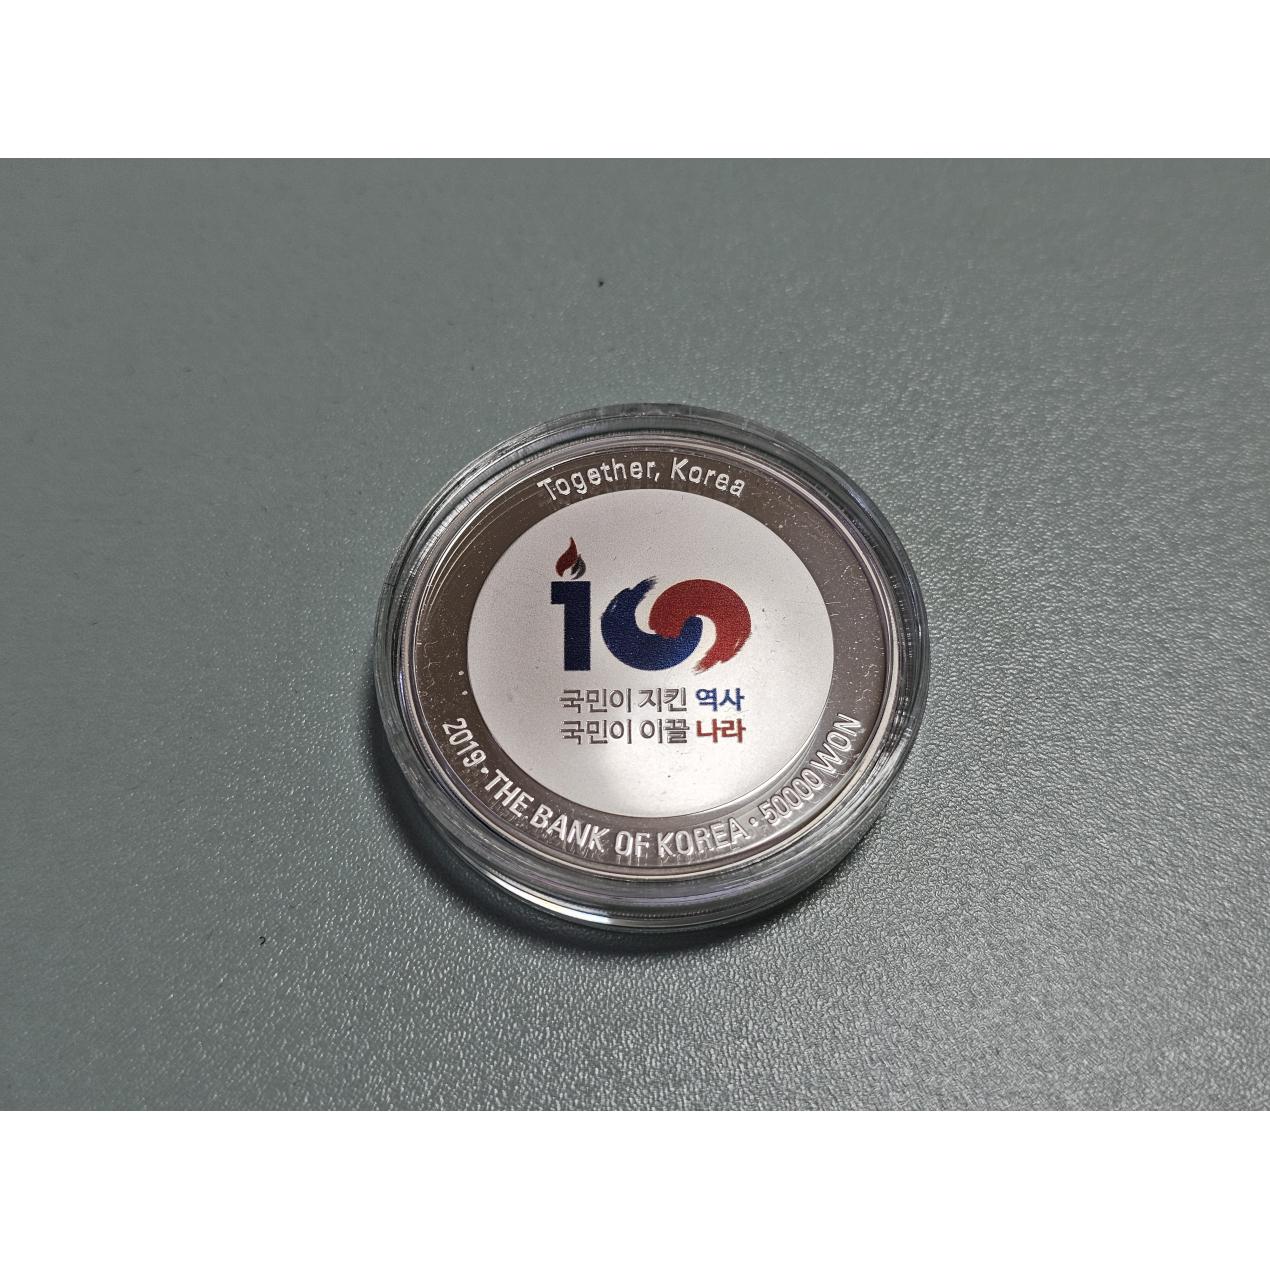 Together, Korea
100
국민이 지킨 역사
국민이 이끌 나라
2019·THE BANK OF KOREA·50000 WON